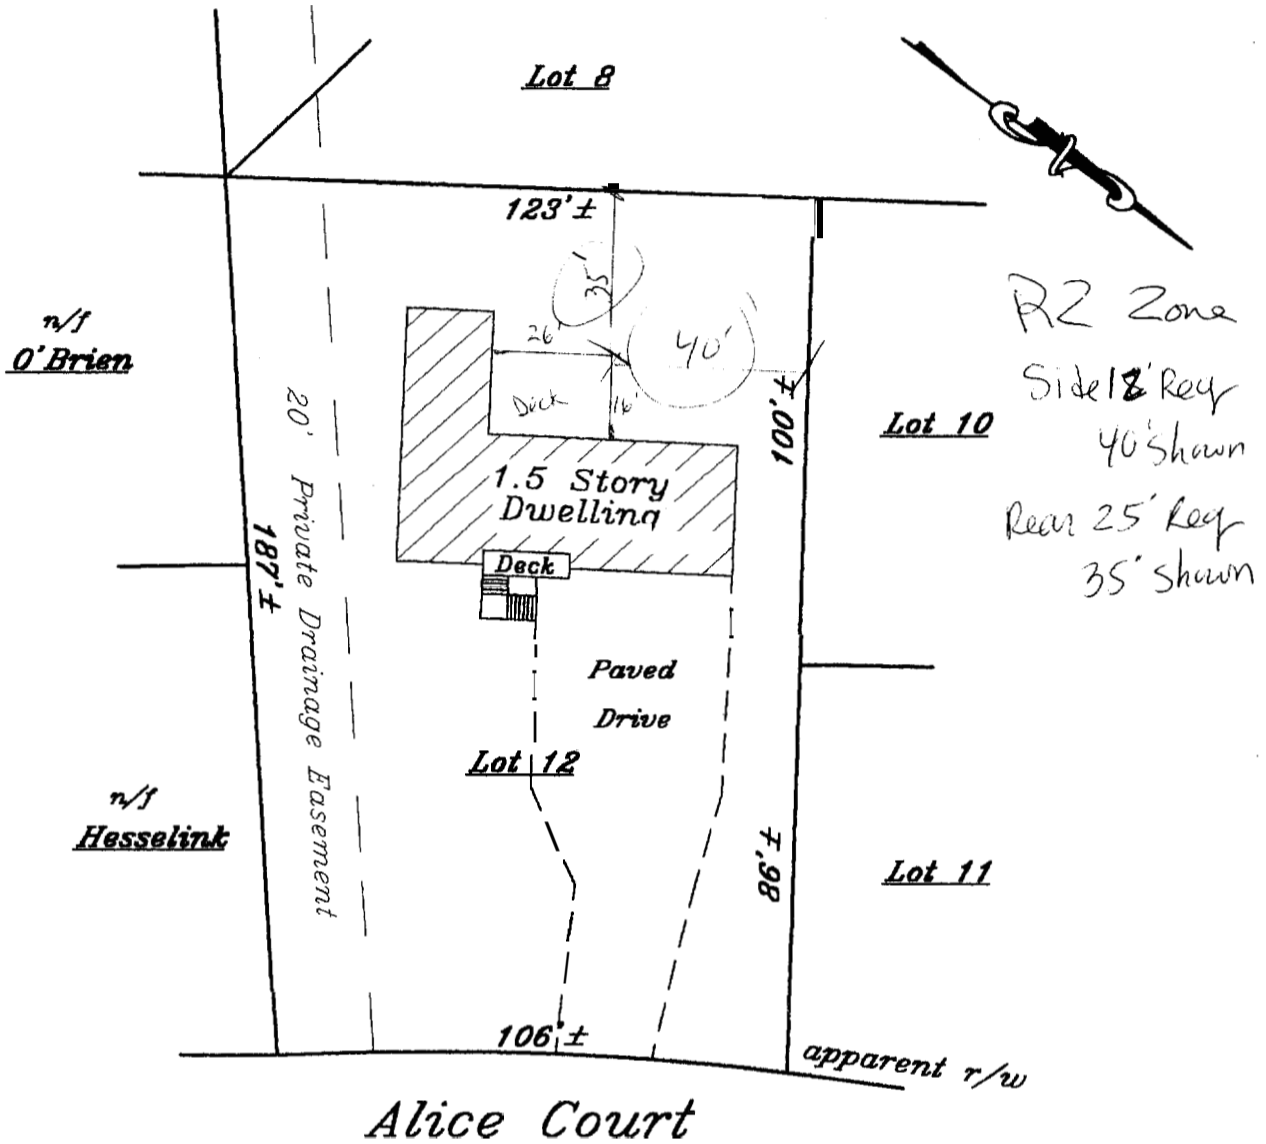 Lot 8
123'±
35'
26'
40'
Deck
16'
n/f
O'Brien
R2 Zone
Side 18' Req
40' Shown
Rear 25' Req
35' Shown
100'±
Lot 10
1.5 Story
Dwelling
Deck
187'±
20' Private Drainage Easement
Paved
Drive
Lot 12
n/f
Hesselink
86'±
Lot 11
106'±
apparent r/w
Alice Court